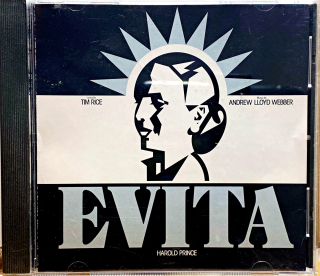 TIM RICE
ANDREW LLOYD WEBBER
EVITA
HAROLD PRINCE